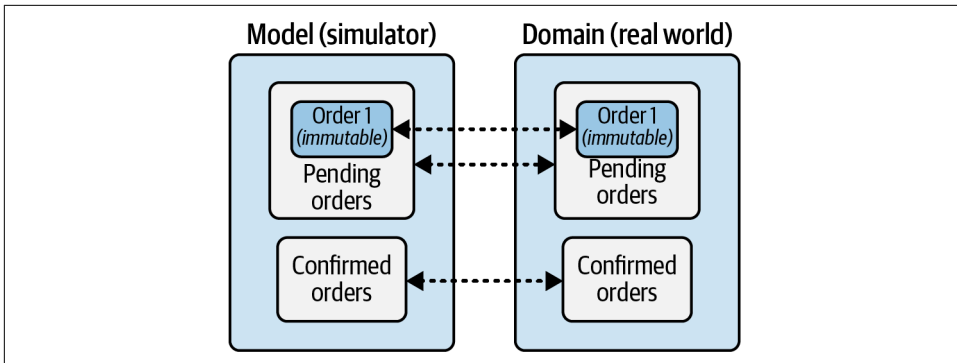 Model (simulator)
Order 1
(immutable)
Pending
orders
Confirmed
orders
Domain (real world)
Order 1
(immutable)
Pending
orders
Confirmed
orders